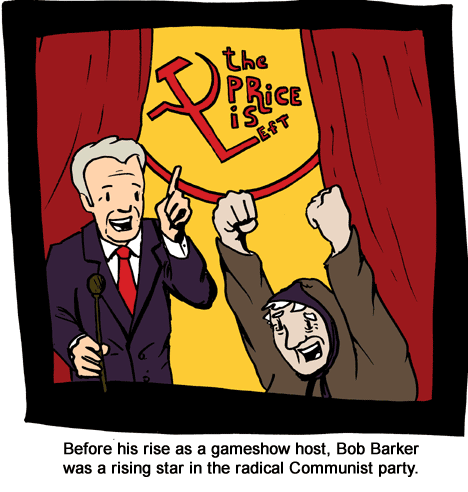 the
PRICE
is
LEFT
Before his rise as a gameshow host, Bob Barker
was a rising star in the radical Communist party.